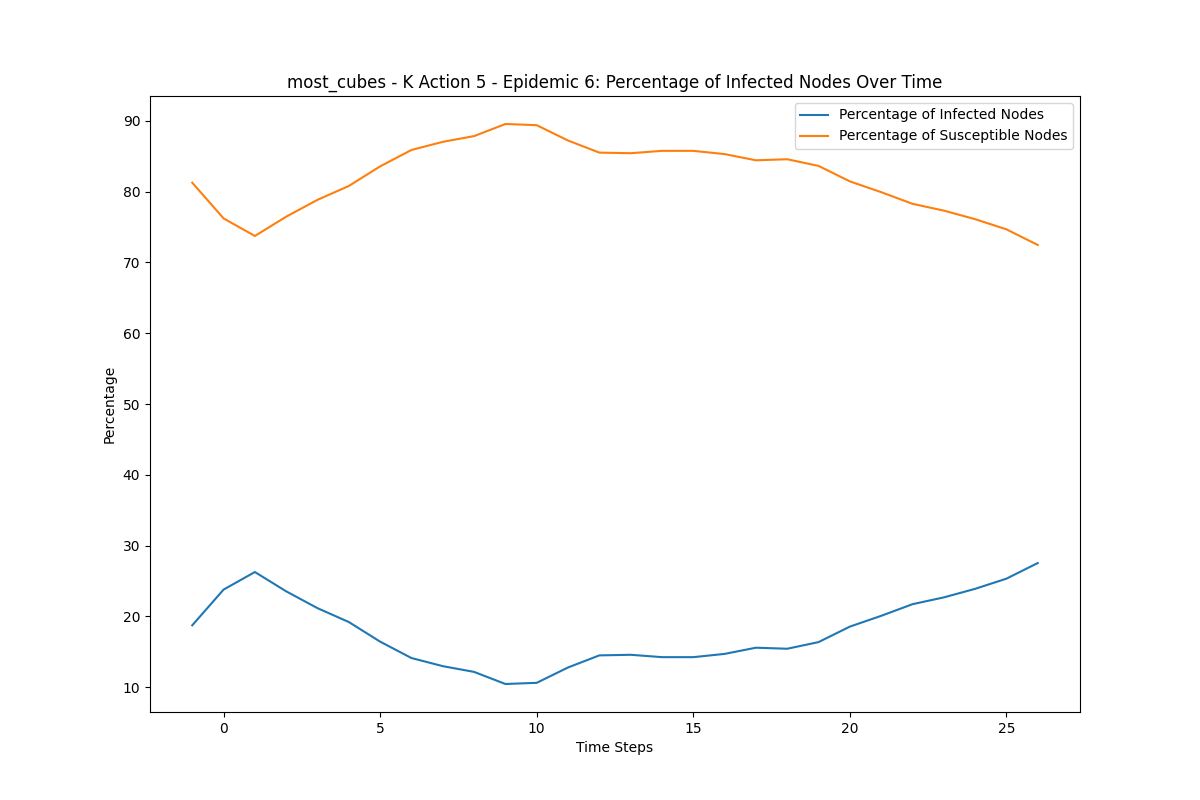 most_cubes - K Action 5 - Epidemic 6: Percentage of Infected Nodes Over Time
Percentage of Infected Nodes
Percentage of Susceptible Nodes
90
80
70
60
50
40
30
20
10
Percentage
0 5 10 15 20 25
Time Steps